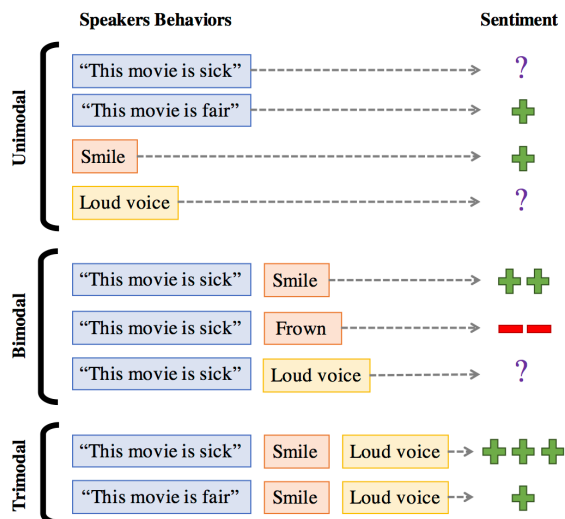 Speakers Behaviors Sentiment
Unimodal
“This movie is sick” ?
“This movie is fair”
Smile
Loud voice ?
Bimodal
“This movie is sick” Smile
“This movie is sick” Frown
“This movie is sick” Loud voice ?
Trimodal
“This movie is sick” Smile Loud voice
“This movie is fair” Smile Loud voice